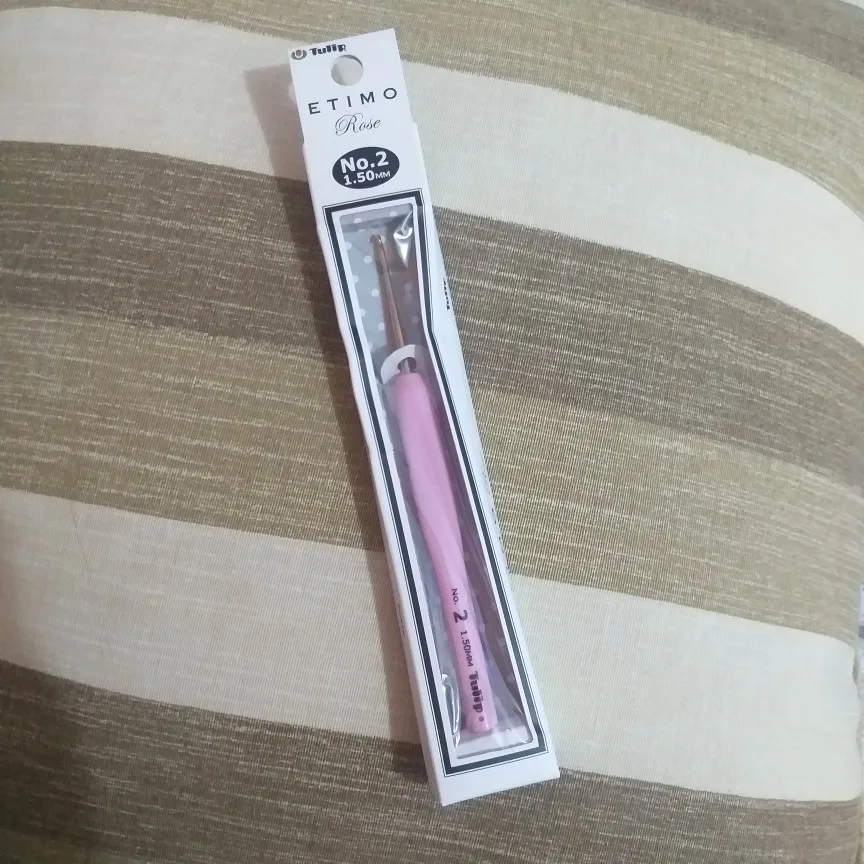 Tulip
ETIMO
Rose
No.2
1.50MM
No. 2 1.50MM Tulip